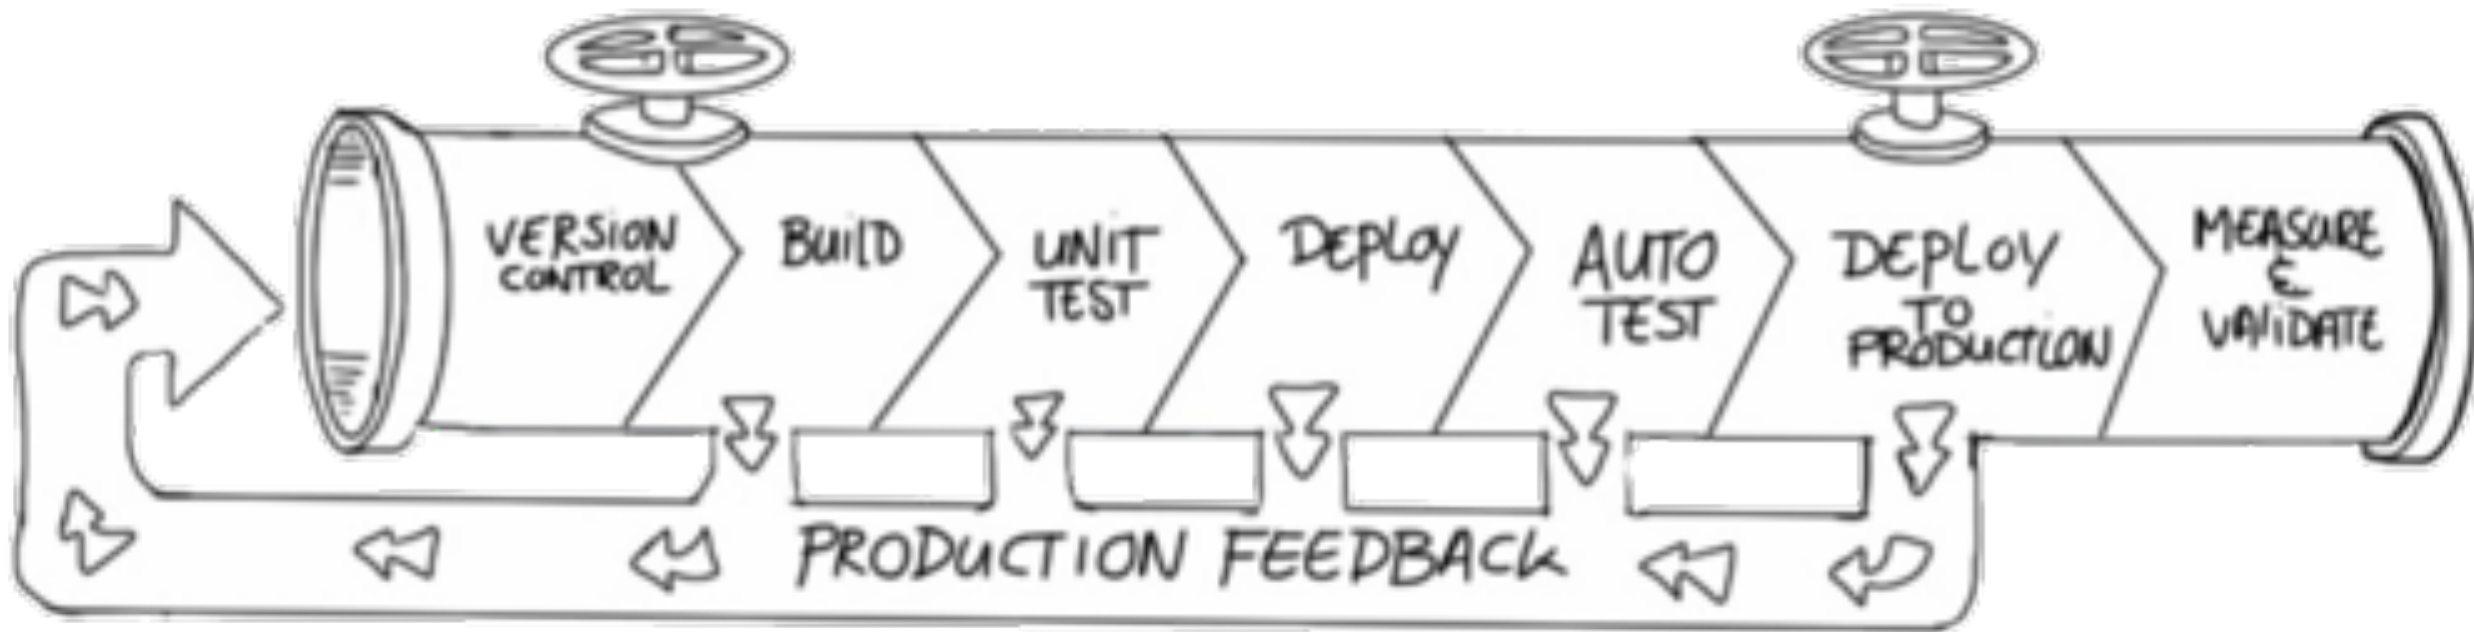 VERSION
CONTROL
BUILD
UNIT
TEST
DEPLOY
AUTO
TEST
DEPLOY
TO
PRODUCTION
MEASURE
&
VALIDATE
PRODUCTION FEEDBACK